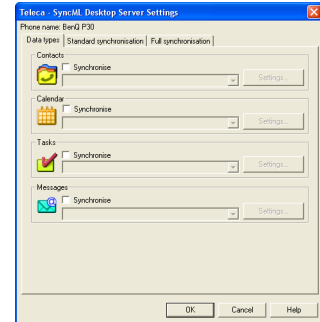 Teleca - SyncML Desktop Server Settings
Phone name: BenQ P30
Data types Standard synchronisation Full synchronisation
Contacts
Synchronise
Settings...
Calendar
Synchronise
Settings...
Tasks
Synchronise
Settings...
Messages
Synchronise
Settings...
OK Cancel Help